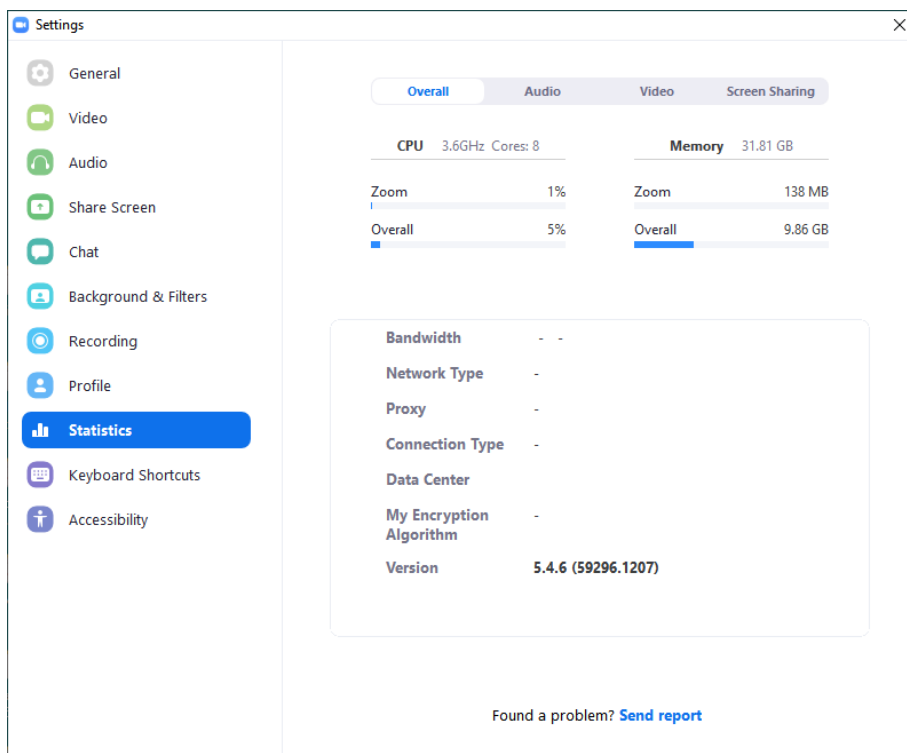 Settings
General
Video
Audio
Share Screen
Chat
Background & Filters
Recording
Profile
Statistics
Keyboard Shortcuts
Accessibility
Overall Audio Video Screen Sharing
CPU 3.6GHz Cores: 8
Zoom 1%
Overall 5%
Memory 31.81 GB
Zoom 138 MB
Overall 9.86 GB
Bandwidth - -
Network Type -
Proxy -
Connection Type -
Data Center
My Encryption -
Algorithm
Version 5.4.6 (59296.1207)
Found a problem? Send report